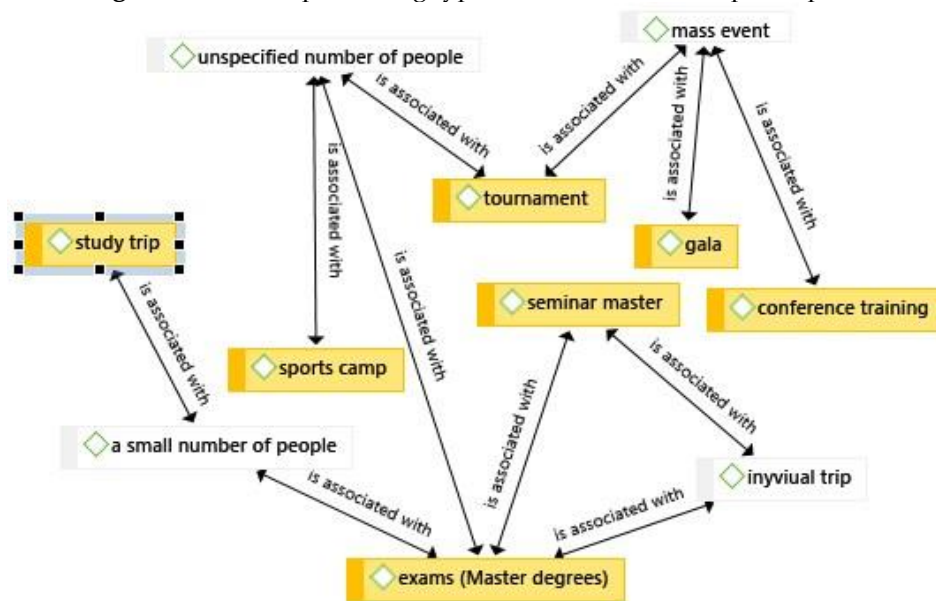 mass event
unspecified number of people
is associated with
is associated with
is associated with
is associated with
tournament
study trip
is associated with
is associated with
gala
seminar master
conference training
is associated with
sports camp
is associated with
is associated with
a small number of people
is associated with
inyviual trip
is associated with
is associated with
exams (Master degrees)